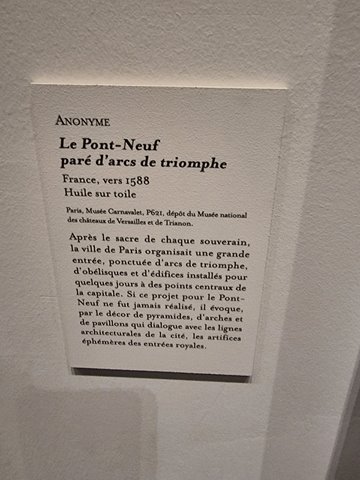 ANONYME
Le Pont-Neuf
paré d'arcs de triomphe
France, vers 1588
Huile sur toile
Paris, Musée Carnavalet, P621, dépôt du Musée national
des châteaux de Versailles et de Trianon.
Après le sacre de chaque souverain,
la ville de Paris organisait une grande
entrée, ponctuée d'arcs de triomphe,
d'obélisques et d'édifices installés pour
quelques jours à des points centraux de
la capitale. Si ce projet pour le Pont-
Neuf ne fut jamais réalisé, il évoque,
par le décor de pyramides, d'arches et
de pavillons qui dialogue avec les lignes
architecturales de la cité, les artifices
éphémères des entrées royales.